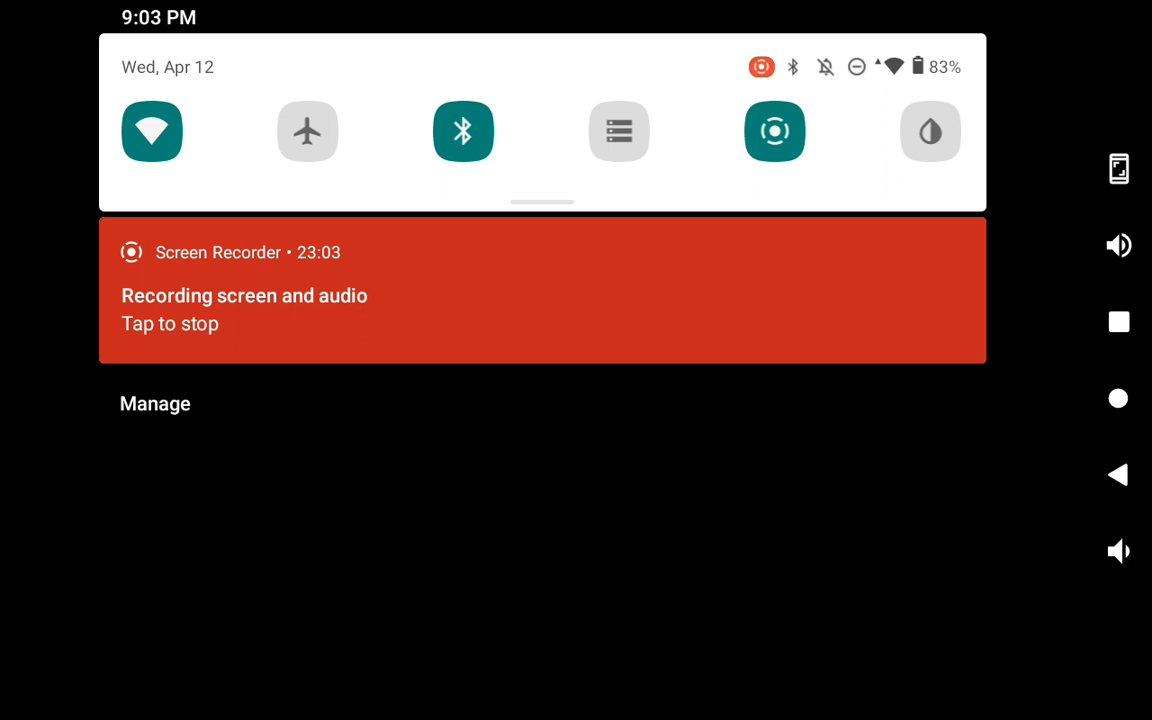 9:03 PM
Wed, Apr 12
83%
Screen Recorder • 23:03
Recording screen and audio
Tap to stop
Manage